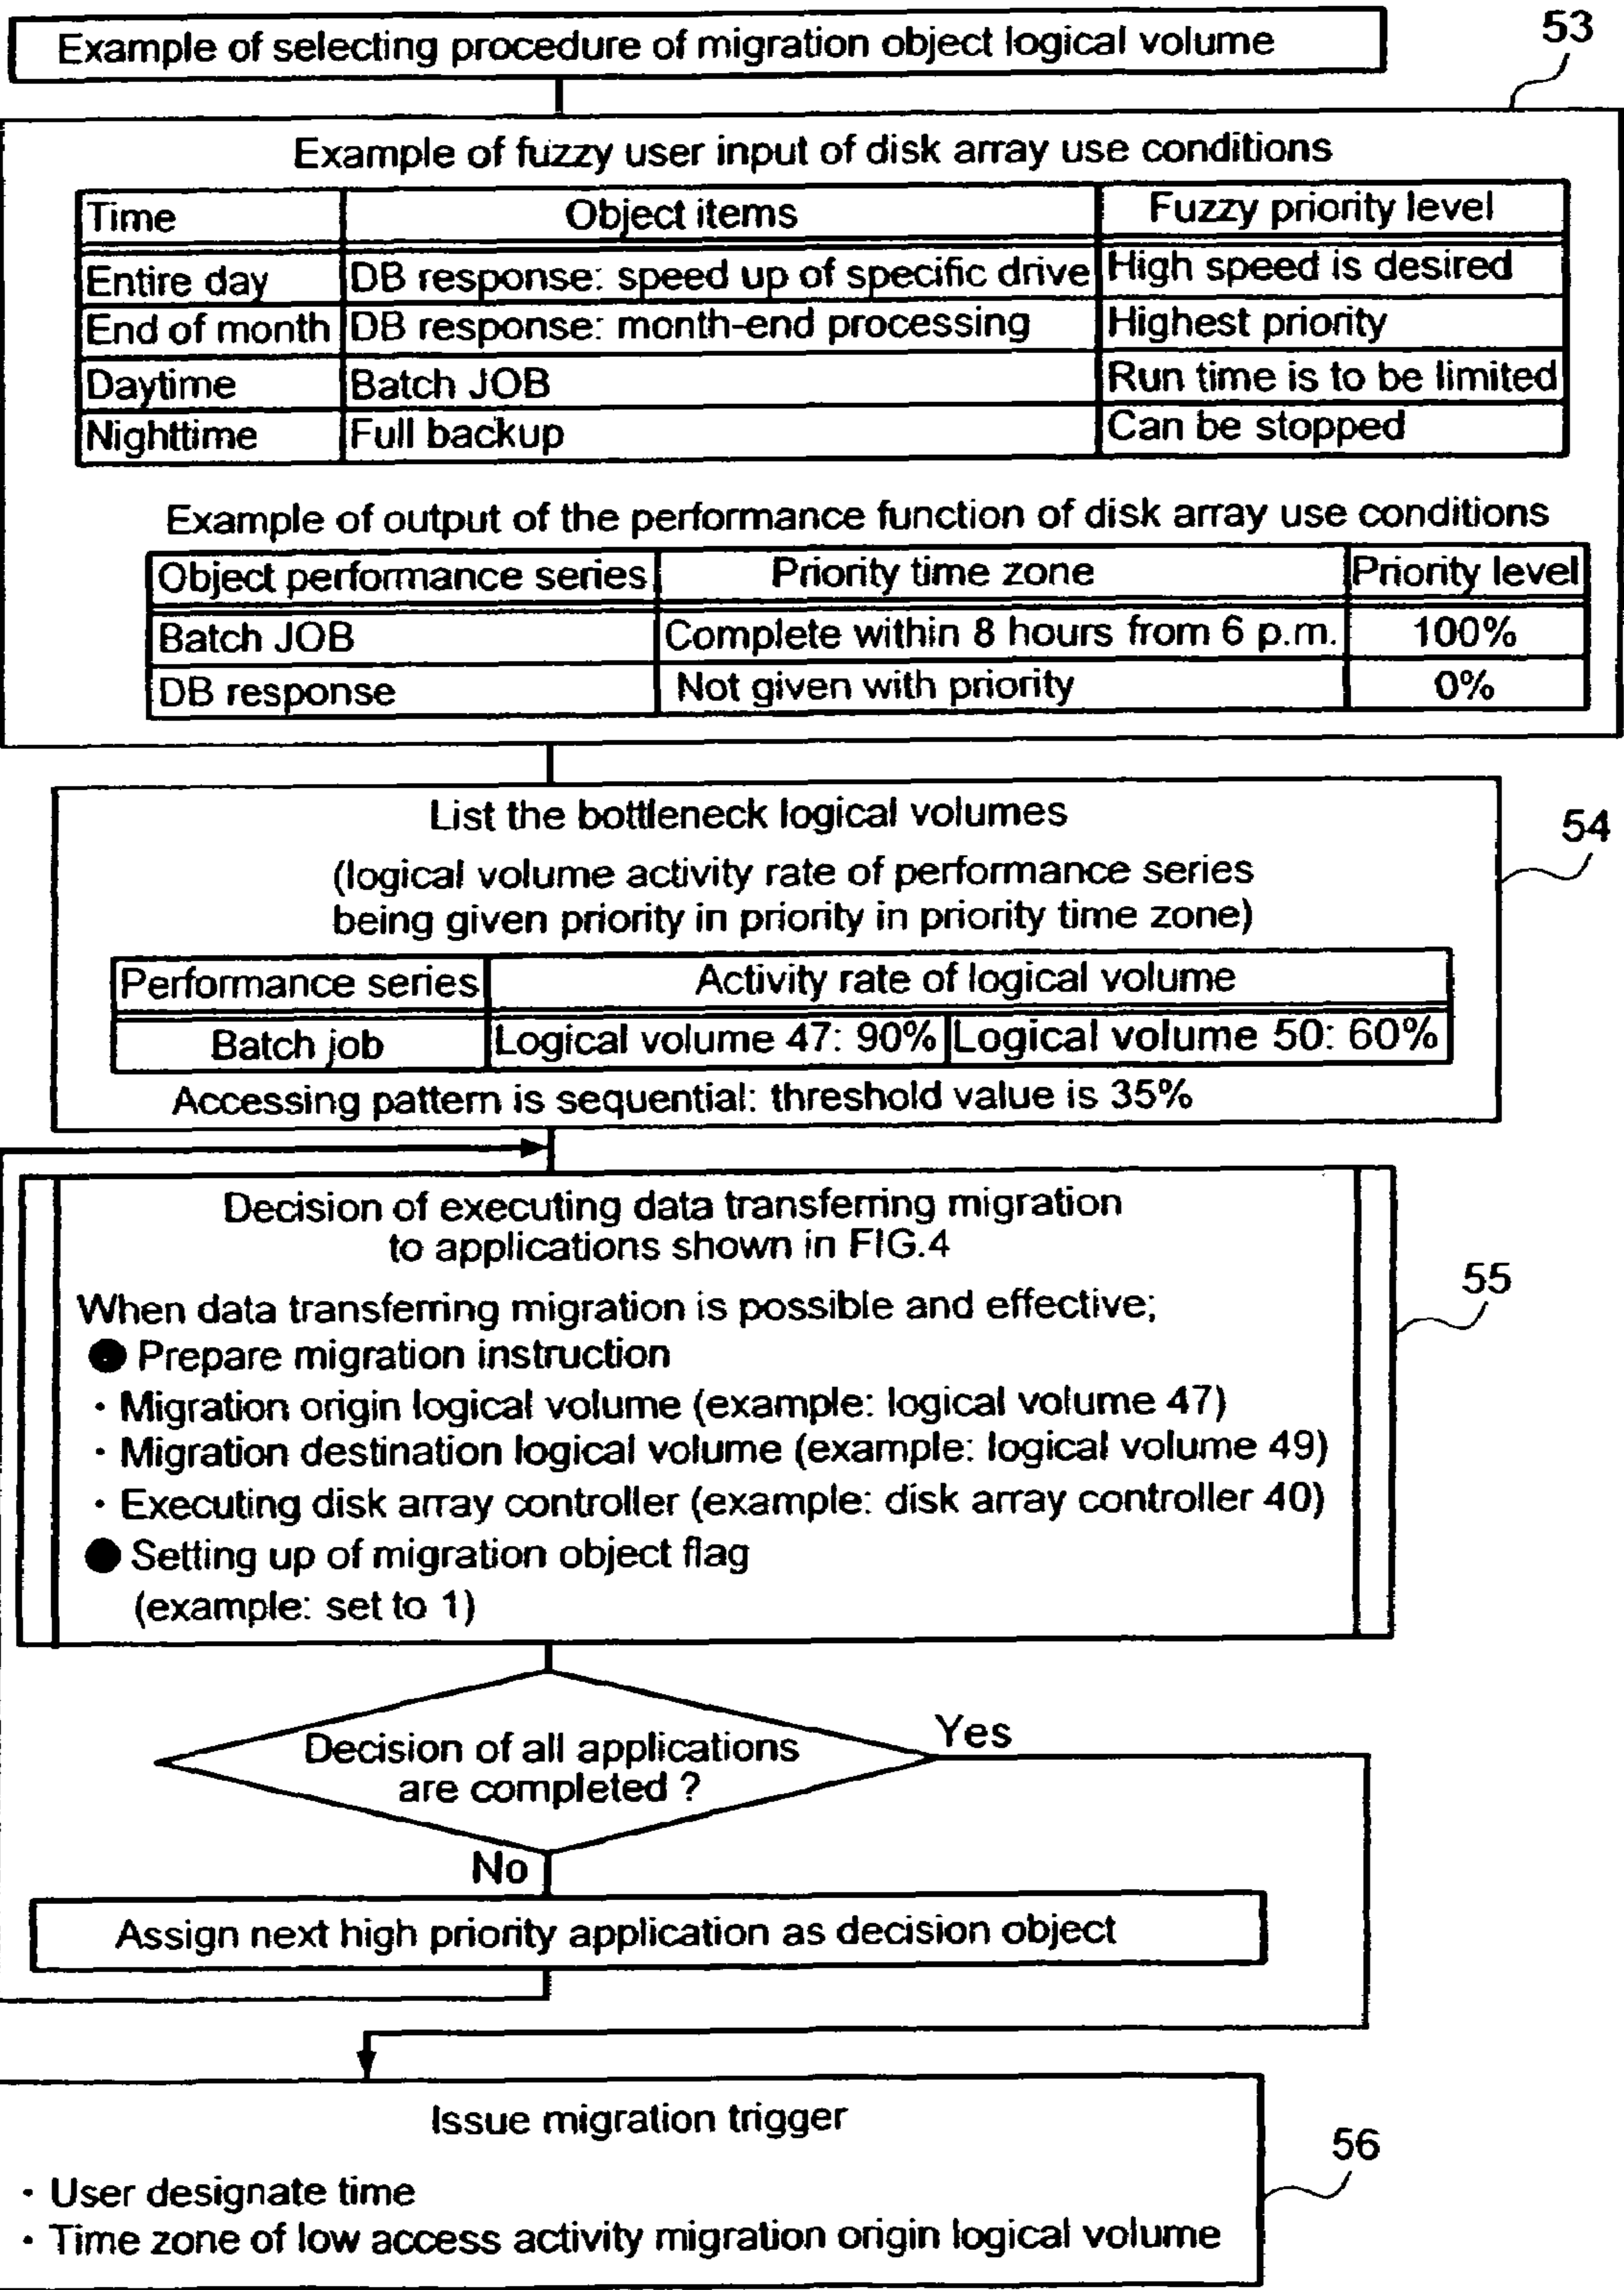 Example of selecting procedure of migration object logical volume
53
Example of fuzzy user input of disk array use conditions
Time Object items Fuzzy priority level
Entire day DB response: speed up of specific drive High speed is desired
End of month DB response: month-end processing Highest priority
Daytime Batch JOB Run time is to be limited
Nighttime Full backup Can be stopped
Example of output of the performance function of disk array use conditions
Object performance series Priority time zone Priority level
Batch JOB Complete within 8 hours from 6 p.m. 100%
DB response Not given with priority 0%
List the bottleneck logical volumes
54
(logical volume activity rate of performance series
being given priority in priority in priority time zone)
Performance series Activity rate of logical volume
Batch job Logical volume 47: 90% Logical volume 50: 60%
Accessing pattern is sequential: threshold value is 35%
Decision of executing data transferring migration
to applications shown in FIG.4
55
When data transferring migration is possible and effective;
● Prepare migration instruction
· Migration origin logical volume (example: logical volume 47)
· Migration destination logical volume (example: logical volume 49)
· Executing disk array controller (example: disk array controller 40)
● Setting up of migration object flag
(example: set to 1)
Decision of all applications
are completed ?
Yes
No
Assign next high priority application as decision object
Issue migration trigger
56
· User designate time
· Time zone of low access activity migration origin logical volume